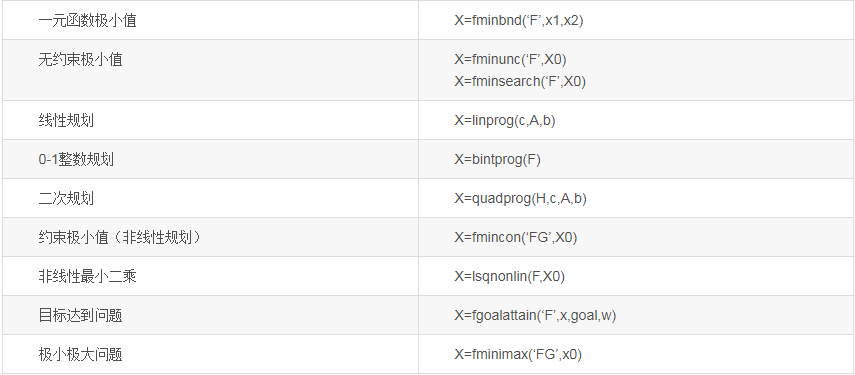 一元函数极小值 X=fminbnd(‘F’,x1,x2)
无约束极小值 X=fminunc(‘F’,X0)
X=fminsearch(‘F’,X0)
线性规划 X=linprog(c,A,b)
0-1整数规划 X=bintprog(F)
二次规划 X=quadprog(H,c,A,b)
约束极小值（非线性规划） X=fmincon(‘FG’,X0)
非线性最小二乘 X=lsqnonlin(F,X0)
目标达到问题 X=fgoalattain(‘F’,x,goal,w)
极小极大问题 X=fminimax(‘FG’,x0)